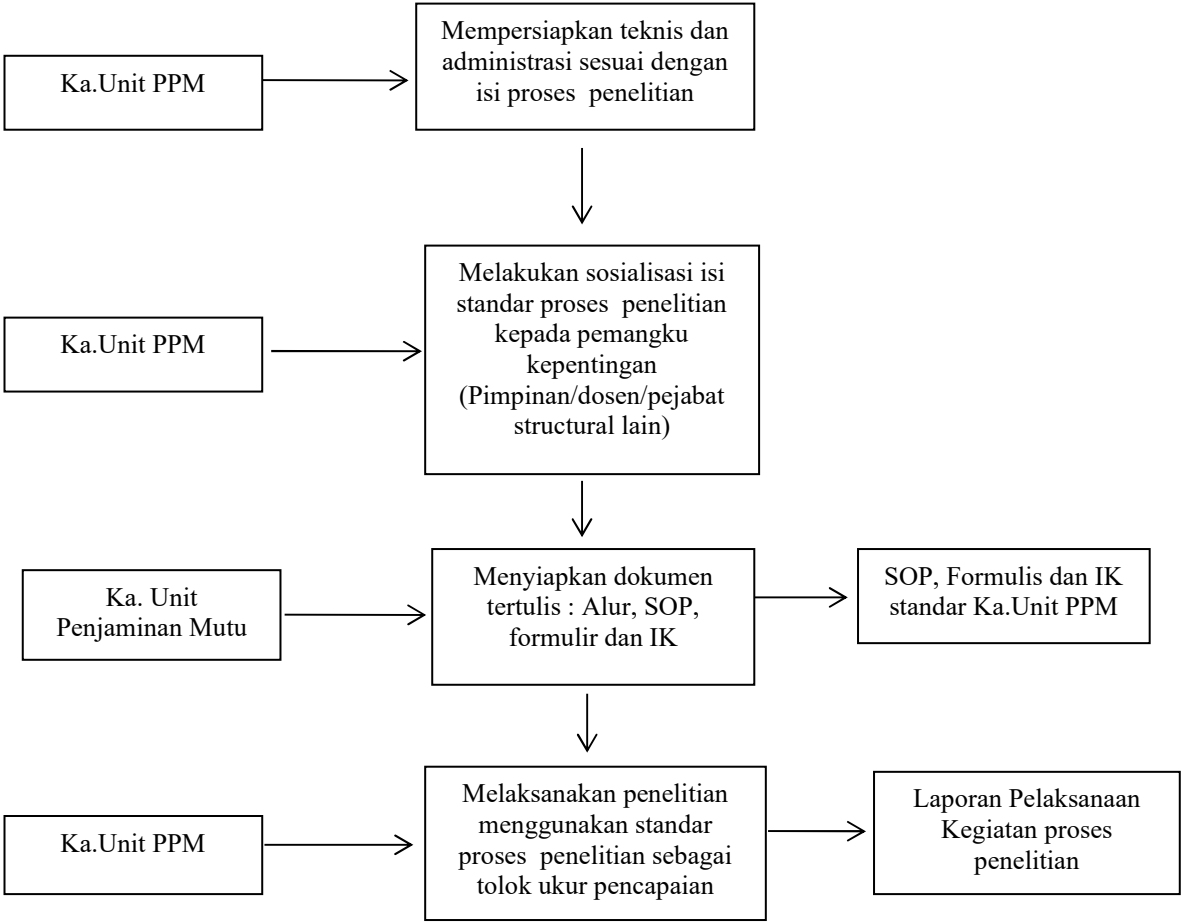 Ka.Unit PPM
Mempersiapkan teknis dan
administrasi sesuai dengan
isi proses penelitian
Ka.Unit PPM
Melakukan sosialisasi isi
standar proses penelitian
kepada pemangku
kepentingan
(Pimpinan/dosen/pejabat
structural lain)
Ka. Unit
Penjaminan Mutu
Menyiapkan dokumen
tertulis : Alur, SOP,
formulir dan IK
SOP, Formulis dan IK
standar Ka.Unit PPM
Ka.Unit PPM
Melaksanakan penelitian
menggunakan standar
proses penelitian sebagai
tolok ukur pencapaian
Laporan Pelaksanaan
Kegiatan proses
penelitian